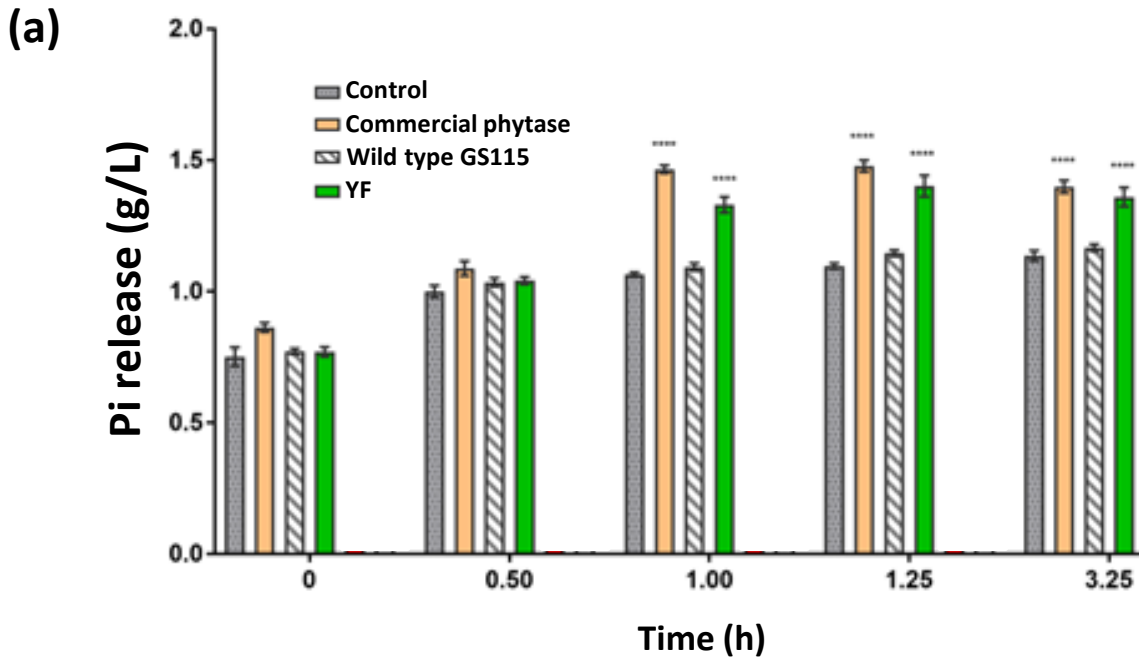 (a)
2.0
Control
Commercial phytase
Wild type GS115
YF
**** **** **** **** **** ****
1.5
1.0
0.5
0.0
Pi release (g/L)
0 0.50 1.00 1.25 3.25
Time (h)